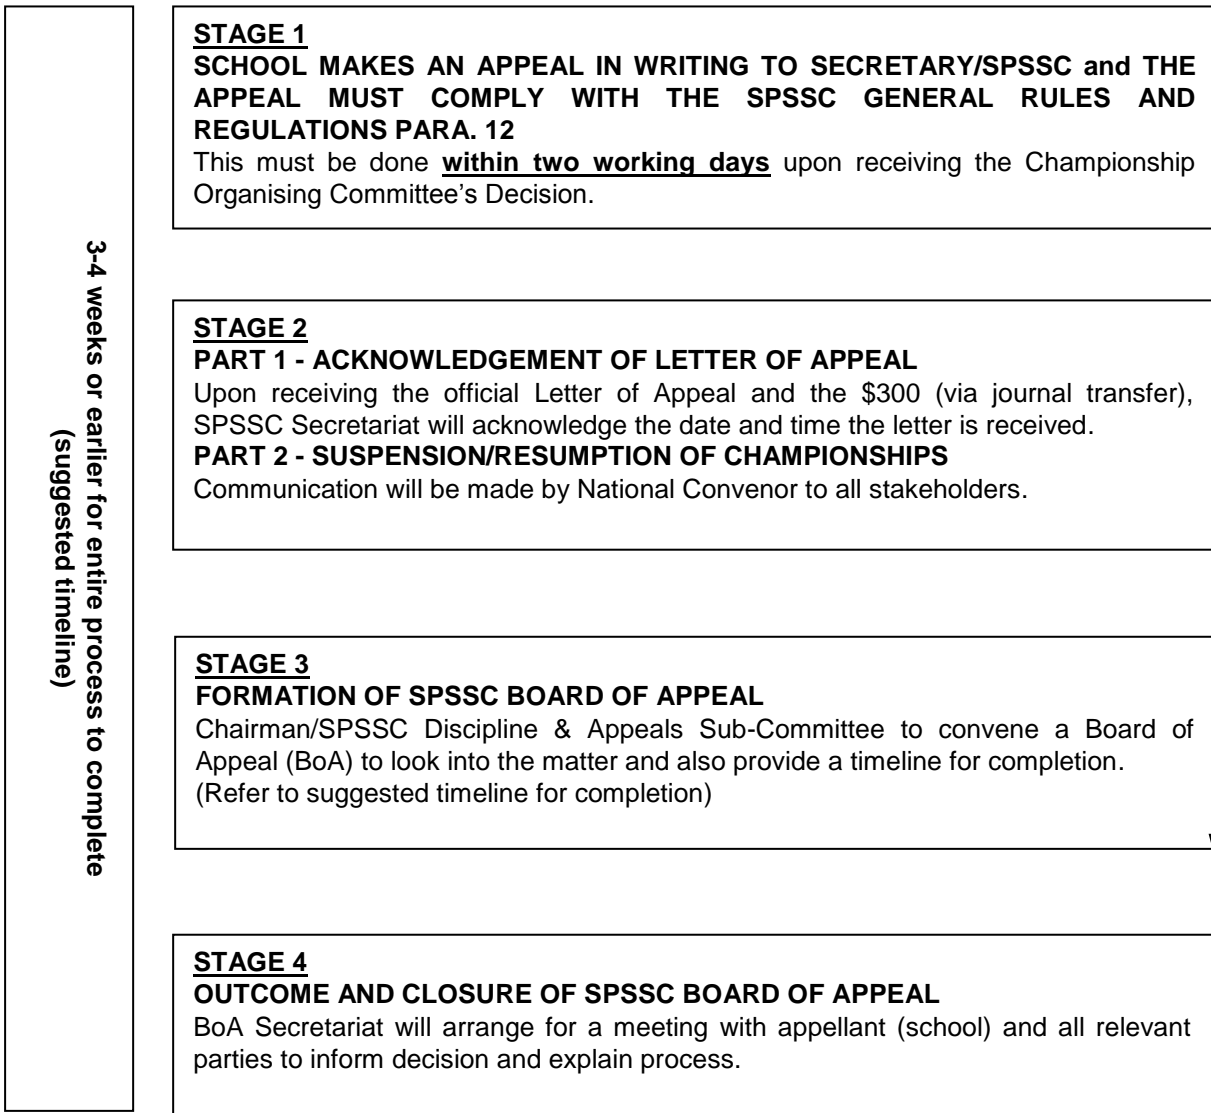 3-4 weeks or earlier for entire process to complete
(suggested timeline)
STAGE 1
SCHOOL MAKES AN APPEAL IN WRITING TO SECRETARY/SPSSC and THE
APPEAL MUST COMPLY WITH THE SPSSC GENERAL RULES AND
REGULATIONS PARA. 12
This must be done within two working days upon receiving the Championship
Organising Committee’s Decision.
STAGE 2
PART 1 - ACKNOWLEDGEMENT OF LETTER OF APPEAL
Upon receiving the official Letter of Appeal and the $300 (via journal transfer),
SPSSC Secretariat will acknowledge the date and time the letter is received.
PART 2 - SUSPENSION/RESUMPTION OF CHAMPIONSHIPS
Communication will be made by National Convenor to all stakeholders.
STAGE 3
FORMATION OF SPSSC BOARD OF APPEAL
Chairman/SPSSC Discipline & Appeals Sub-Committee to convene a Board of
Appeal (BoA) to look into the matter and also provide a timeline for completion.
(Refer to suggested timeline for completion)
STAGE 4
OUTCOME AND CLOSURE OF SPSSC BOARD OF APPEAL
BoA Secretariat will arrange for a meeting with appellant (school) and all relevant
parties to inform decision and explain process.